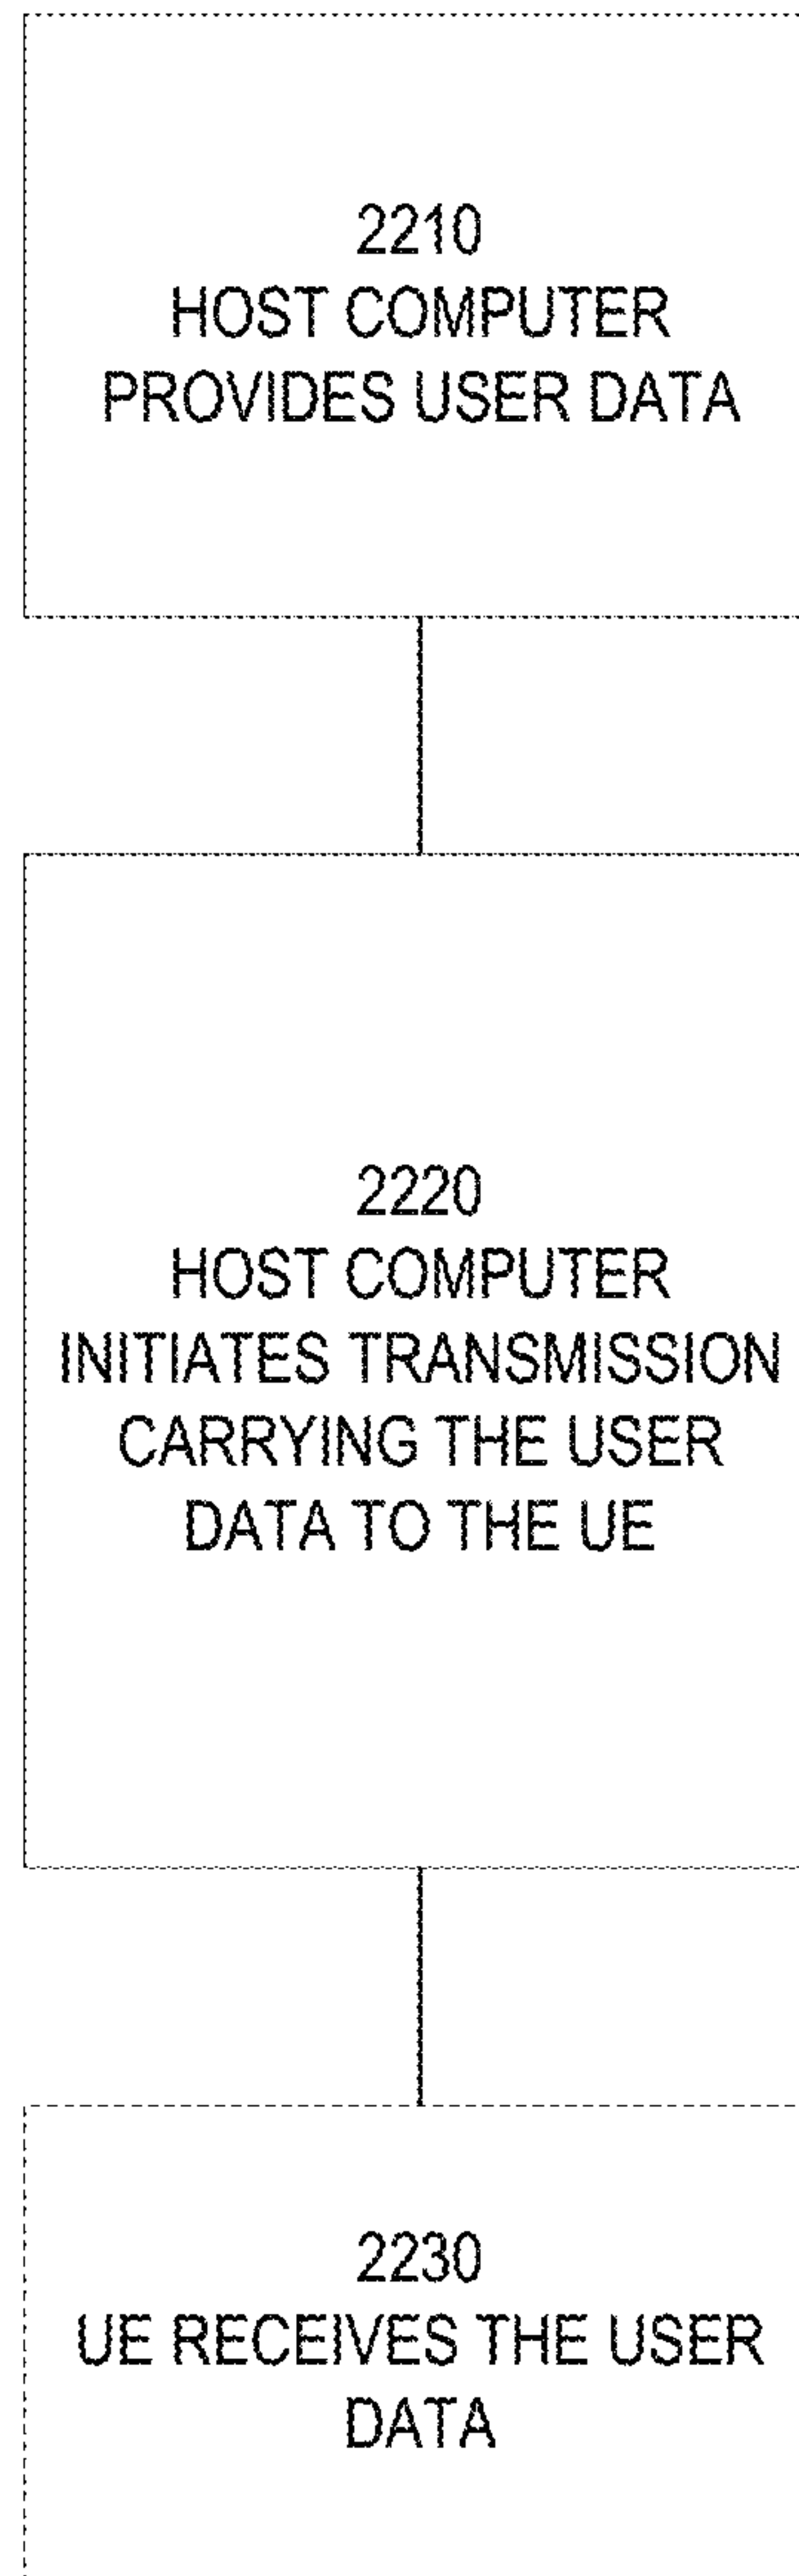 2210
HOST COMPUTER
PROVIDES USER DATA
2220
HOST COMPUTER
INITIATES TRANSMISSION
CARRYING THE USER
DATA TO THE UE
2230
UE RECEIVES THE USER
DATA